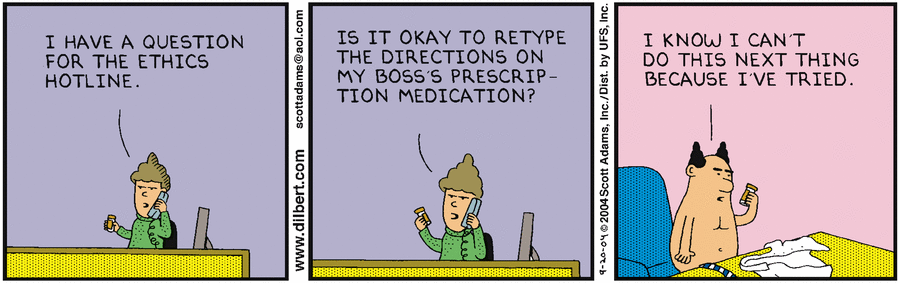 I HAVE A QUESTION
FOR THE ETHICS
HOTLINE.
scottadams@aol.com
www.dilbert.com
IS IT OKAY TO RETYPE
THE DIRECTIONS ON
MY BOSS'S PRESCRIP-
TION MEDICATION?
9-20-04 © 2004 Scott Adams, Inc./Dist. by UFS, Inc.
I KNOW I CAN'T
DO THIS NEXT THING
BECAUSE I'VE TRIED.